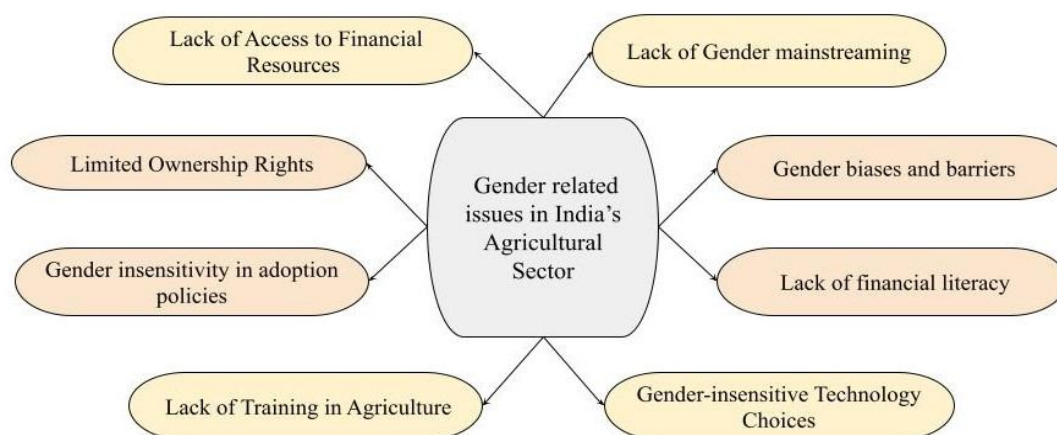 Lack of Access to Financial
Resources
Lack of Gender mainstreaming
Limited Ownership Rights
Gender biases and barriers
Gender related
issues in India’s
Agricultural
Sector
Gender insensitivity in adoption
policies
Lack of financial literacy
Lack of Training in Agriculture
Gender-insensitive Technology
Choices